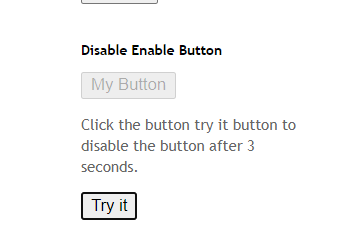 Disable Enable Button
My Button
Click the button try it button to
disable the button after 3
seconds.
Try it